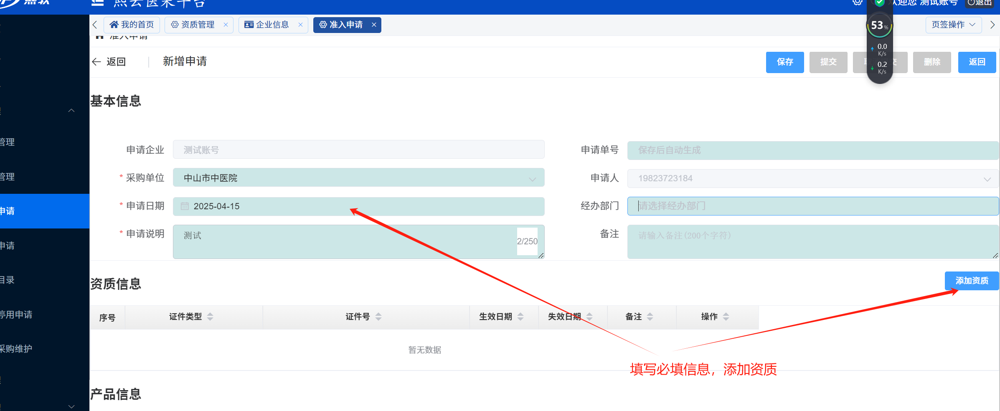 熙云医采平台
欢迎您 测试账号
退出
我的首页
资质管理
企业信息
准入申请
页签操作
53%
0.0
K/s
0.2
K/s
准入申请
返回
新增申请
保存
提交
删除
返回
基本信息
申请企业
测试账号
申请单号
保存后自动生成
* 采购单位
中山市中医院
申请人
19823723184
* 申请日期
2025-04-15
经办部门
请选择经办部门
* 申请说明
测试
2/250
备注
请输入备注(200个字符)
管理
管理
申请
申请
目录
停用申请
采购维护
资质信息
添加资质
序号
证件类型
证件号
生效日期
失效日期
备注
操作
暂无数据
填写必填信息，添加资质
产品信息